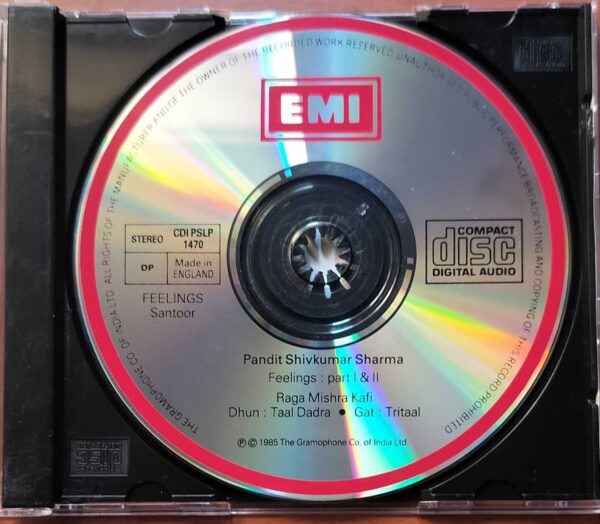 THE GRAMOPHONE CO. OF INDIA LTD. ALL RIGHTS OF THE MANUFACTURER AND OF THE OWNER OF THE RECORDED WORK RESERVED UNAUTHORISED PUBLIC PERFORMANCE BROADCASTING AND COPYING OF THIS RECORD PROHIBITED
EMI
STEREO
CDI PSLP
1470
DP
Made in
ENGLAND
COMPACT
disc
DIGITAL AUDIO
FEELINGS
Santoor
Pandit Shivkumar Sharma
Feelings : part I & II
Raga Mishra Kafi
Dhun : Taal Dadra ● Gat : Tritaal
Ⓟ © 1985 The Gramophone Co. of India Ltd.